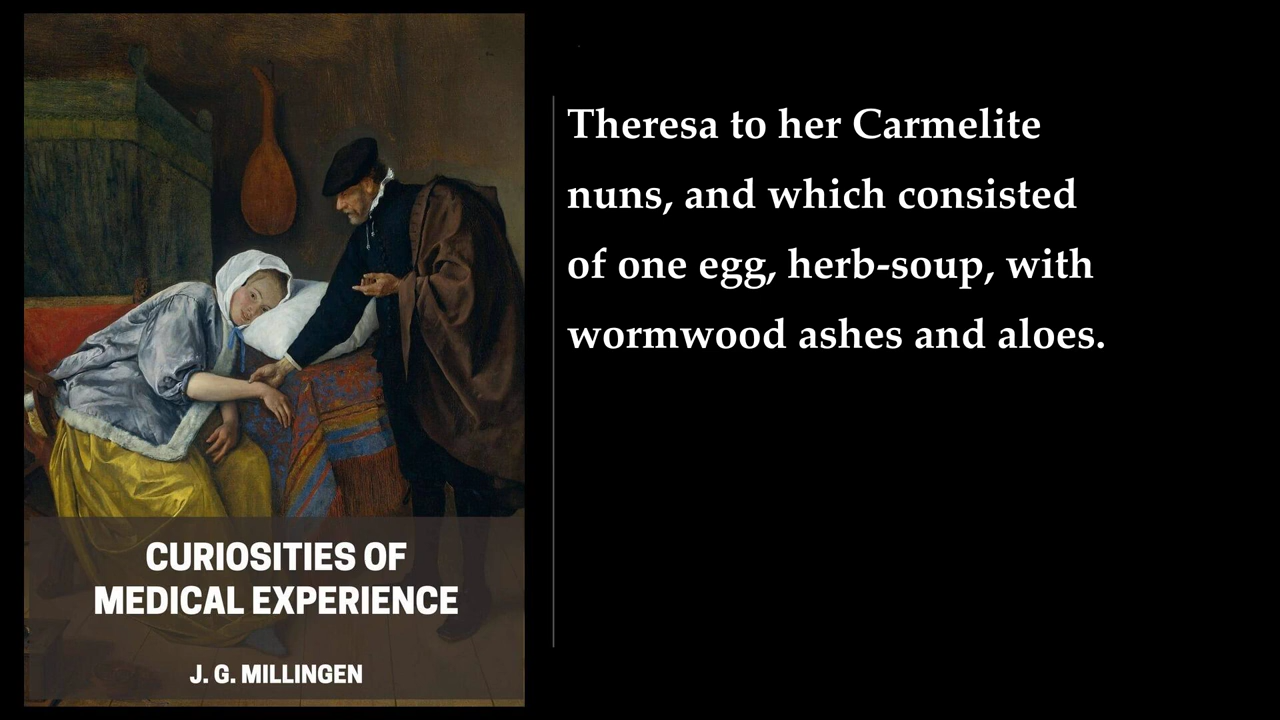 Theresa to her Carmelite
nuns, and which consisted
of one egg, herb-soup, with
wormwood ashes and aloes.
CURIOSITIES OF
MEDICAL EXPERIENCE
J. G. MILLINGEN